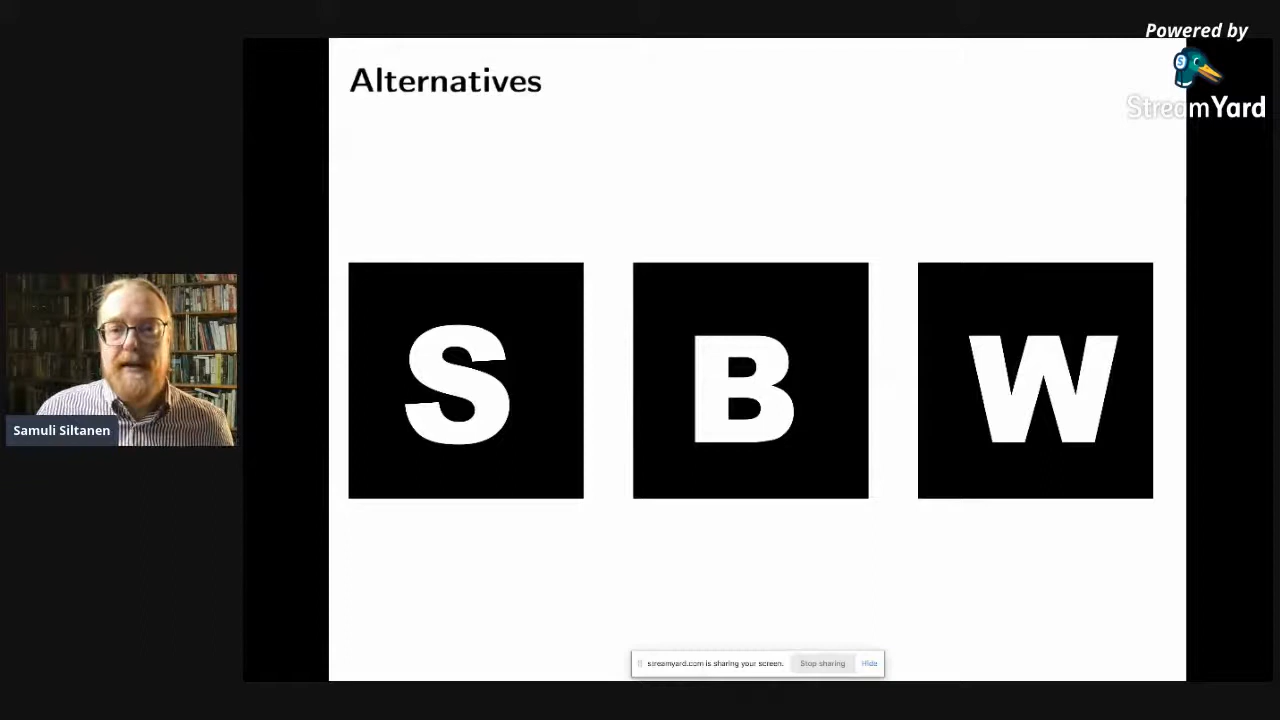 Powered by
StreamYard
Alternatives
S B W
Samuli Siltanen
streamyard.com is sharing your screen. Stop sharing Hide